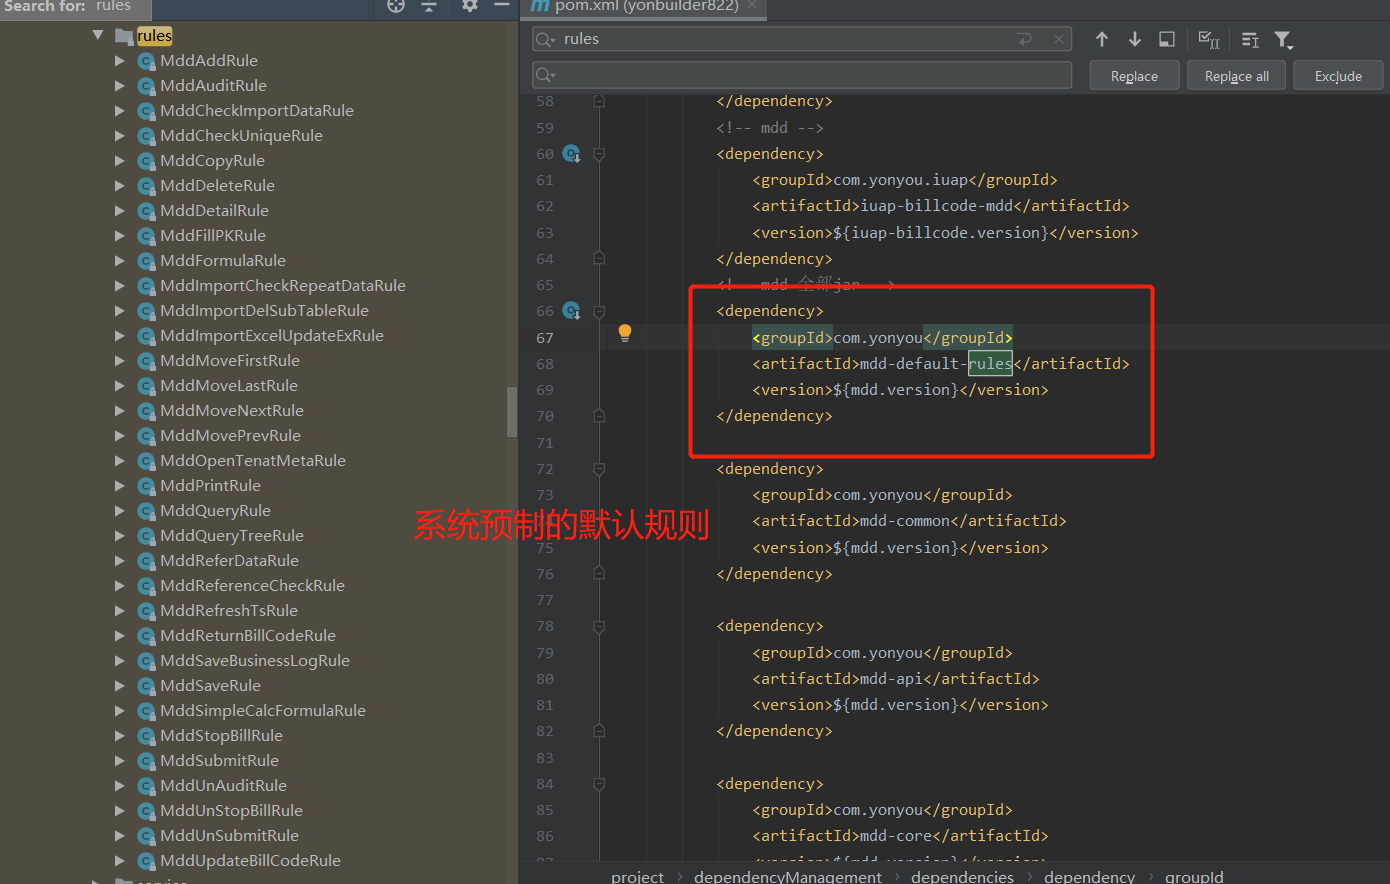 Search for: rules
rules
MddAddRule
MddAuditRule
MddCheckImportDataRule
MddCheckUniqueRule
MddCopyRule
MddDeleteRule
MddDetailRule
MddFillPKRule
MddFormulaRule
MddImportCheckRepeatDataRule
MddImportDelSubTableRule
MddImportExcelUpdateExRule
MddMoveFirstRule
MddMoveLastRule
MddMoveNextRule
MddMovePrevRule
MddOpenTenatMetaRule
MddPrintRule
MddQueryRule
MddQueryTreeRule
MddReferDataRule
MddReferenceCheckRule
MddRefreshTsRule
MddReturnBillCodeRule
MddSaveBusinessLogRule
MddSaveRule
MddSimpleCalcFormulaRule
MddStopBillRule
MddSubmitRule
MddUnAuditRule
MddUnStopBillRule
MddUnSubmitRule
MddUpdateBillCodeRule
系统预制的默认规则
pom.xml (yonbuilder822)
rules
Replace Replace all Exclude
58 </dependency>
59 <!-- mdd -->
60 <dependency>
61 <groupId>com.yonyou.iuap</groupId>
62 <artifactId>iuap-billcode-mdd</artifactId>
63 <version>${iuap-billcode.version}</version>
64 </dependency>
65 <! mdd 全部jar >
66 <dependency>
67 <groupId>com.yonyou</groupId>
68 <artifactId>mdd-default-rules</artifactId>
69 <version>${mdd.version}</version>
70 </dependency>
71
72 <dependency>
73 <groupId>com.yonyou</groupId>
<artifactId>mdd-common</artifactId>
75 <version>${mdd.version}</version>
76 </dependency>
77
78 <dependency>
79 <groupId>com.yonyou</groupId>
80 <artifactId>mdd-api</artifactId>
81 <version>${mdd.version}</version>
82 </dependency>
83
84 <dependency>
85 <groupId>com.yonyou</groupId>
86 <artifactId>mdd-core</artifactId>
project › dependencyManagement › dependencies › dependency › groupId